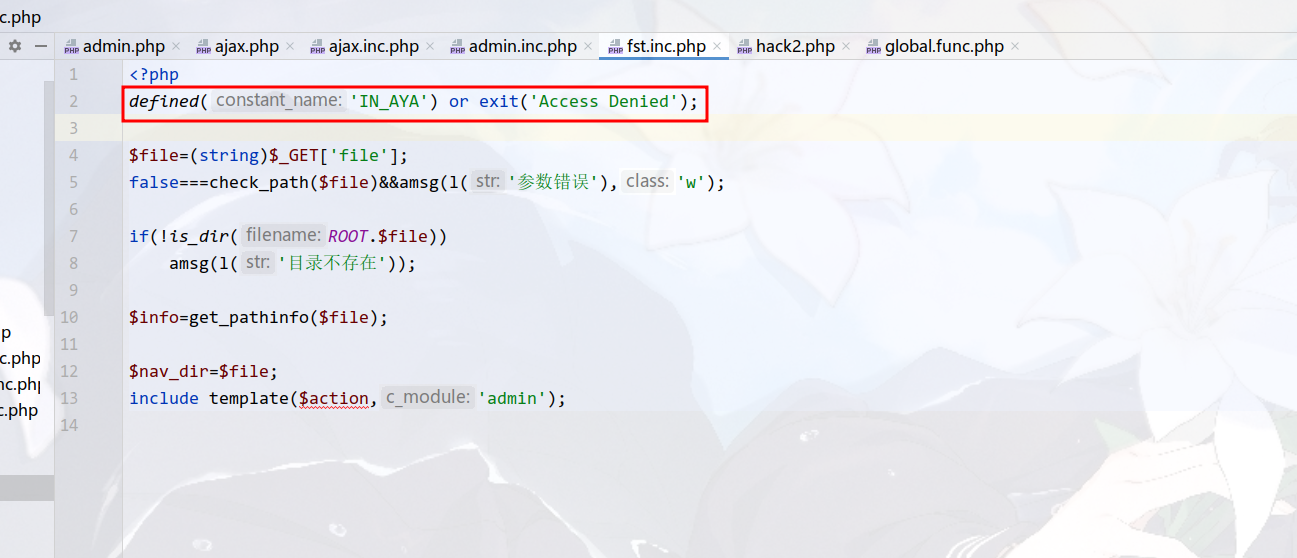 c.php
admin.php ajax.php ajax.inc.php admin.inc.php fst.inc.php hack2.php global.func.php
1 <?php
2 defined( constant_name: 'IN_AYA') or exit('Access Denied');
3
4 $file=(string)$_GET['file'];
5 false===check_path($file)&&amsg(l( str: '参数错误'), class: 'w');
6
7 if(!is_dir( filename: ROOT.$file))
8 amsg(l( str: '目录不存在'));
9
10 $info=get_pathinfo($file);
11
12 $nav_dir=$file;
13 include template($action, c_module: 'admin');
14
p
c.php
nc.php
c.php